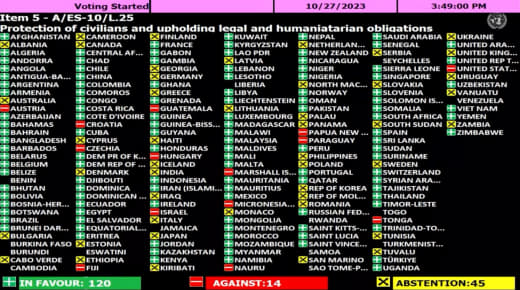 Voting Started 10/27/2023 3:49:00 PM
Item 5 - A/ES-10/L.25
Protection of civilians and upholding legal and humaniatarian obligations
AFGHANISTAN
ALBANIA
ALGERIA
ANDORRA
ANGOLA
ANTIGUA-BA...
ARGENTINA
ARMENIA
AUSTRALIA
AUSTRIA
AZERBAIJAN
BAHAMAS
BAHRAIN
BANGLADESH
BARBADOS
BELARUS
BELGIUM
BELIZE
BENIN
BHUTAN
BOLIVIA
BOSNIA-HER...
BOTSWANA
BRAZIL
BRUNEI DAR...
BULGARIA
BURKINA FASO
BURUNDI
CABO VERDE
CAMBODIA
CAMEROON
CANADA
CENTRAL AF...
CHAD
CHILE
CHINA
COLOMBIA
COMOROS
CONGO
COSTA RICA
COTE D'IVOIRE
CROATIA
CUBA
CYPRUS
CZECHIA
DEM PR OF K...
DEM REP OF ...
DENMARK
DJIBOUTI
DOMINICA
DOMINICAN ...
ECUADOR
EGYPT
EL SALVADOR
EQUATORIAL...
ERITREA
ESTONIA
ESWATINI
ETHIOPIA
FIJI
FINLAND
FRANCE
GABON
GAMBIA
GEORGIA
GERMANY
GHANA
GREECE
GRENADA
GUATEMALA
GUINEA
GUINEA-BISS...
GUYANA
HAITI
HONDURAS
HUNGARY
ICELAND
INDIA
INDONESIA
IRAN (ISLAMI...
IRAQ
IRELAND
ISRAEL
ITALY
JAMAICA
JAPAN
JORDAN
KAZAKHSTAN
KENYA
KIRIBATI
KUWAIT
KYRGYZSTAN
LAO PDR
LATVIA
LEBANON
LESOTHO
LIBERIA
LIBYA
LIECHTENSTEIN
LITHUANIA
LUXEMBOURG
MADAGASCAR
MALAWI
MALAYSIA
MALDIVES
MALI
MALTA
MARSHALL IS...
MAURITANIA
MAURITIUS
MEXICO
MICRONESIA...
MONACO
MONGOLIA
MONTENEGRO
MOROCCO
MOZAMBIQUE
MYANMAR
NAMIBIA
NAURU
NEPAL
NETHERLAN...
NEW ZEALAND
NICARAGUA
NIGER
NIGERIA
NORTH MAC...
NORWAY
OMAN
PAKISTAN
PALAU
PANAMA
PAPUA NEW ...
PARAGUAY
PERU
PHILIPPINES
POLAND
PORTUGAL
QATAR
REP OF KOREA
REP OF MOL...
ROMANIA
RUSSIAN FED...
RWANDA
SAINT KITTS-...
SAINT LUCIA
SAINT VINCE...
SAMOA
SAN MARINO
SAO TOME-P...
SAUDI ARABIA
SENEGAL
SERBIA
SEYCHELLES
SIERRA LEONE
SINGAPORE
SLOVAKIA
SLOVENIA
SOLOMON IS...
SOMALIA
SOUTH AFRICA
SOUTH SUDAN
SPAIN
SRI LANKA
SUDAN
SURINAME
SWEDEN
SWITZERLAND
SYRIAN ARA...
TAJIKISTAN
THAILAND
TIMOR-LESTE
TOGO
TONGA
TRINIDAD-TO...
TUNISIA
TURKMENIST...
TUVALU
TÜRKİYE
UGANDA
UKRAINE
UNITED ARA...
UNITED KING...
UNITED REP T...
UNITED STAT...
URUGUAY
UZBEKISTAN
VANUATU
VENEZUELA
VIET NAM
YEMEN
ZAMBIA
ZIMBABWE
IN FAVOUR: 120 AGAINST:14 ABSTENTION:45